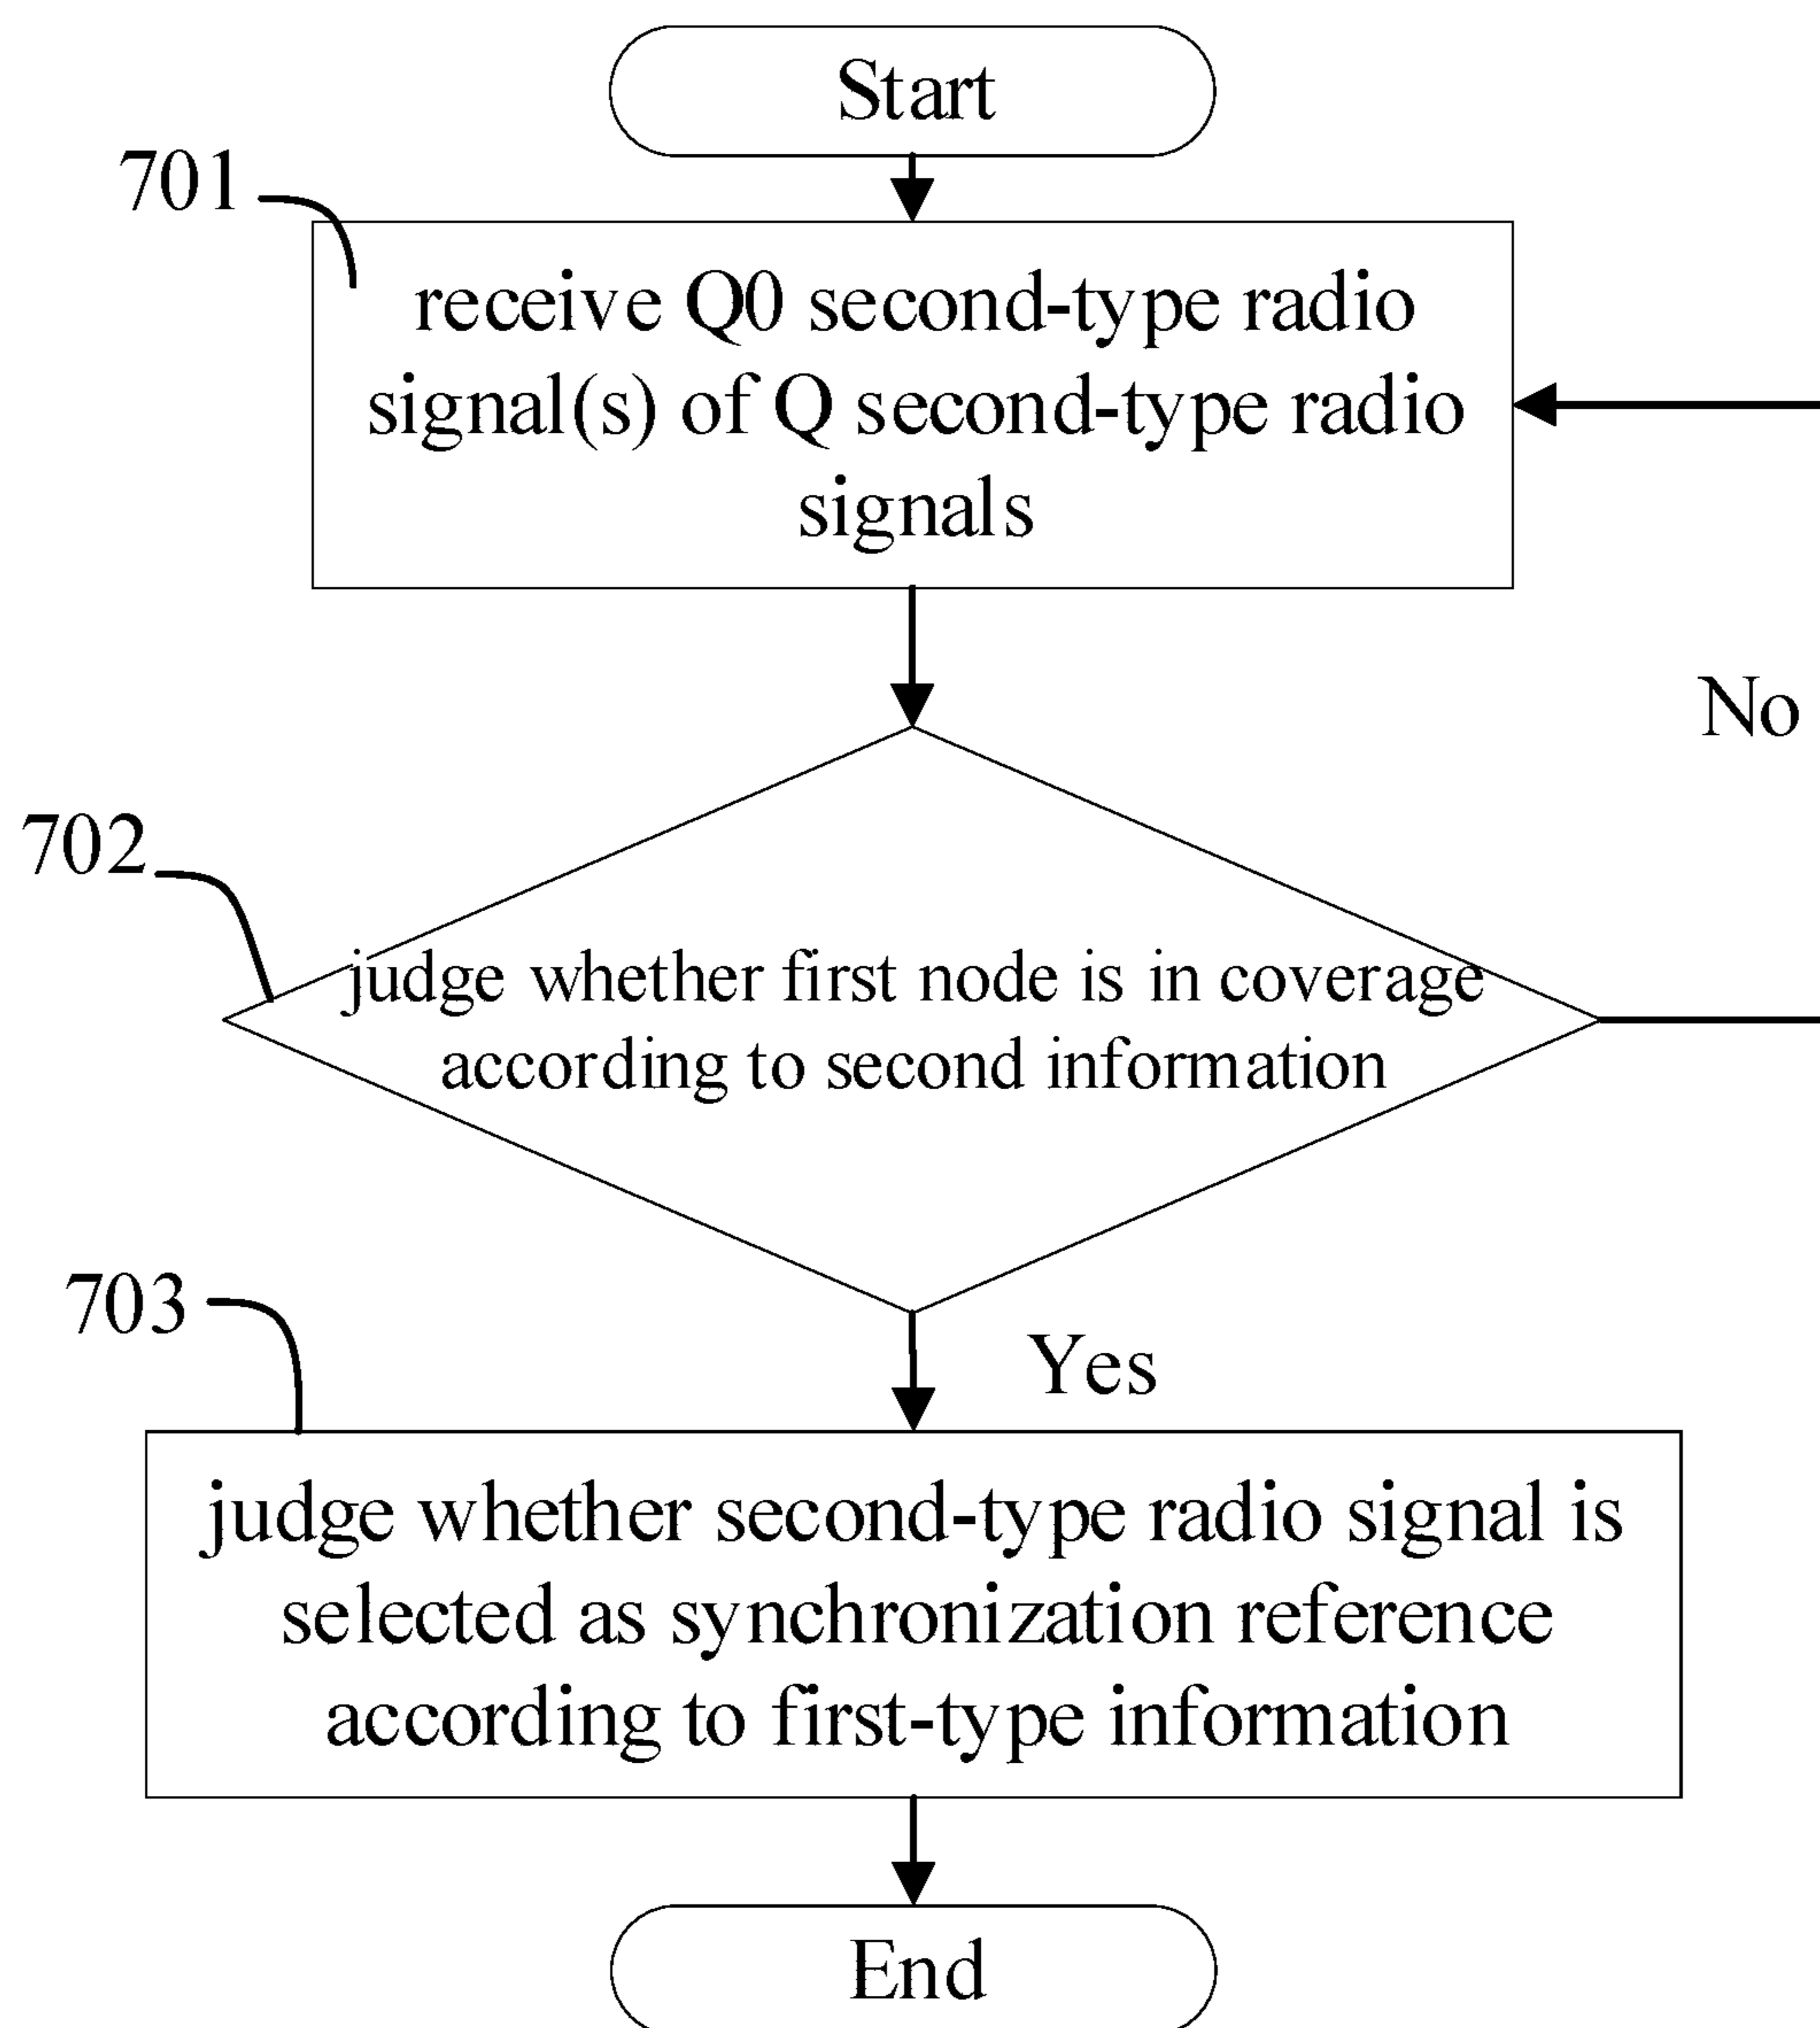 Start
701
receive Q0 second-type radio
signal(s) of Q second-type radio
signals
No
702
judge whether first node is in coverage
according to second information
703
Yes
judge whether second-type radio signal is
selected as synchronization reference
according to first-type information
End